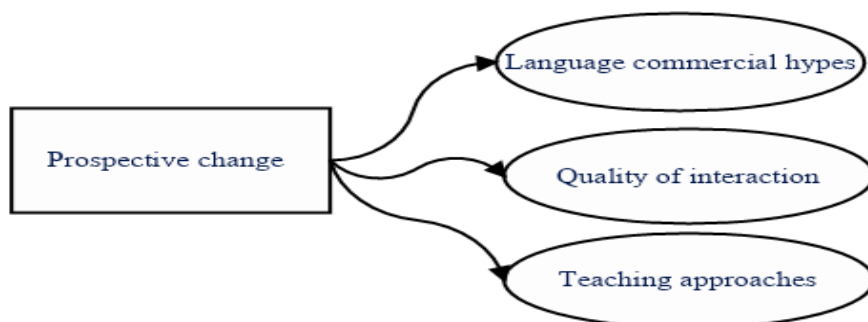 Language commercial hypes
Prospective change
Quality of interaction
Teaching approaches